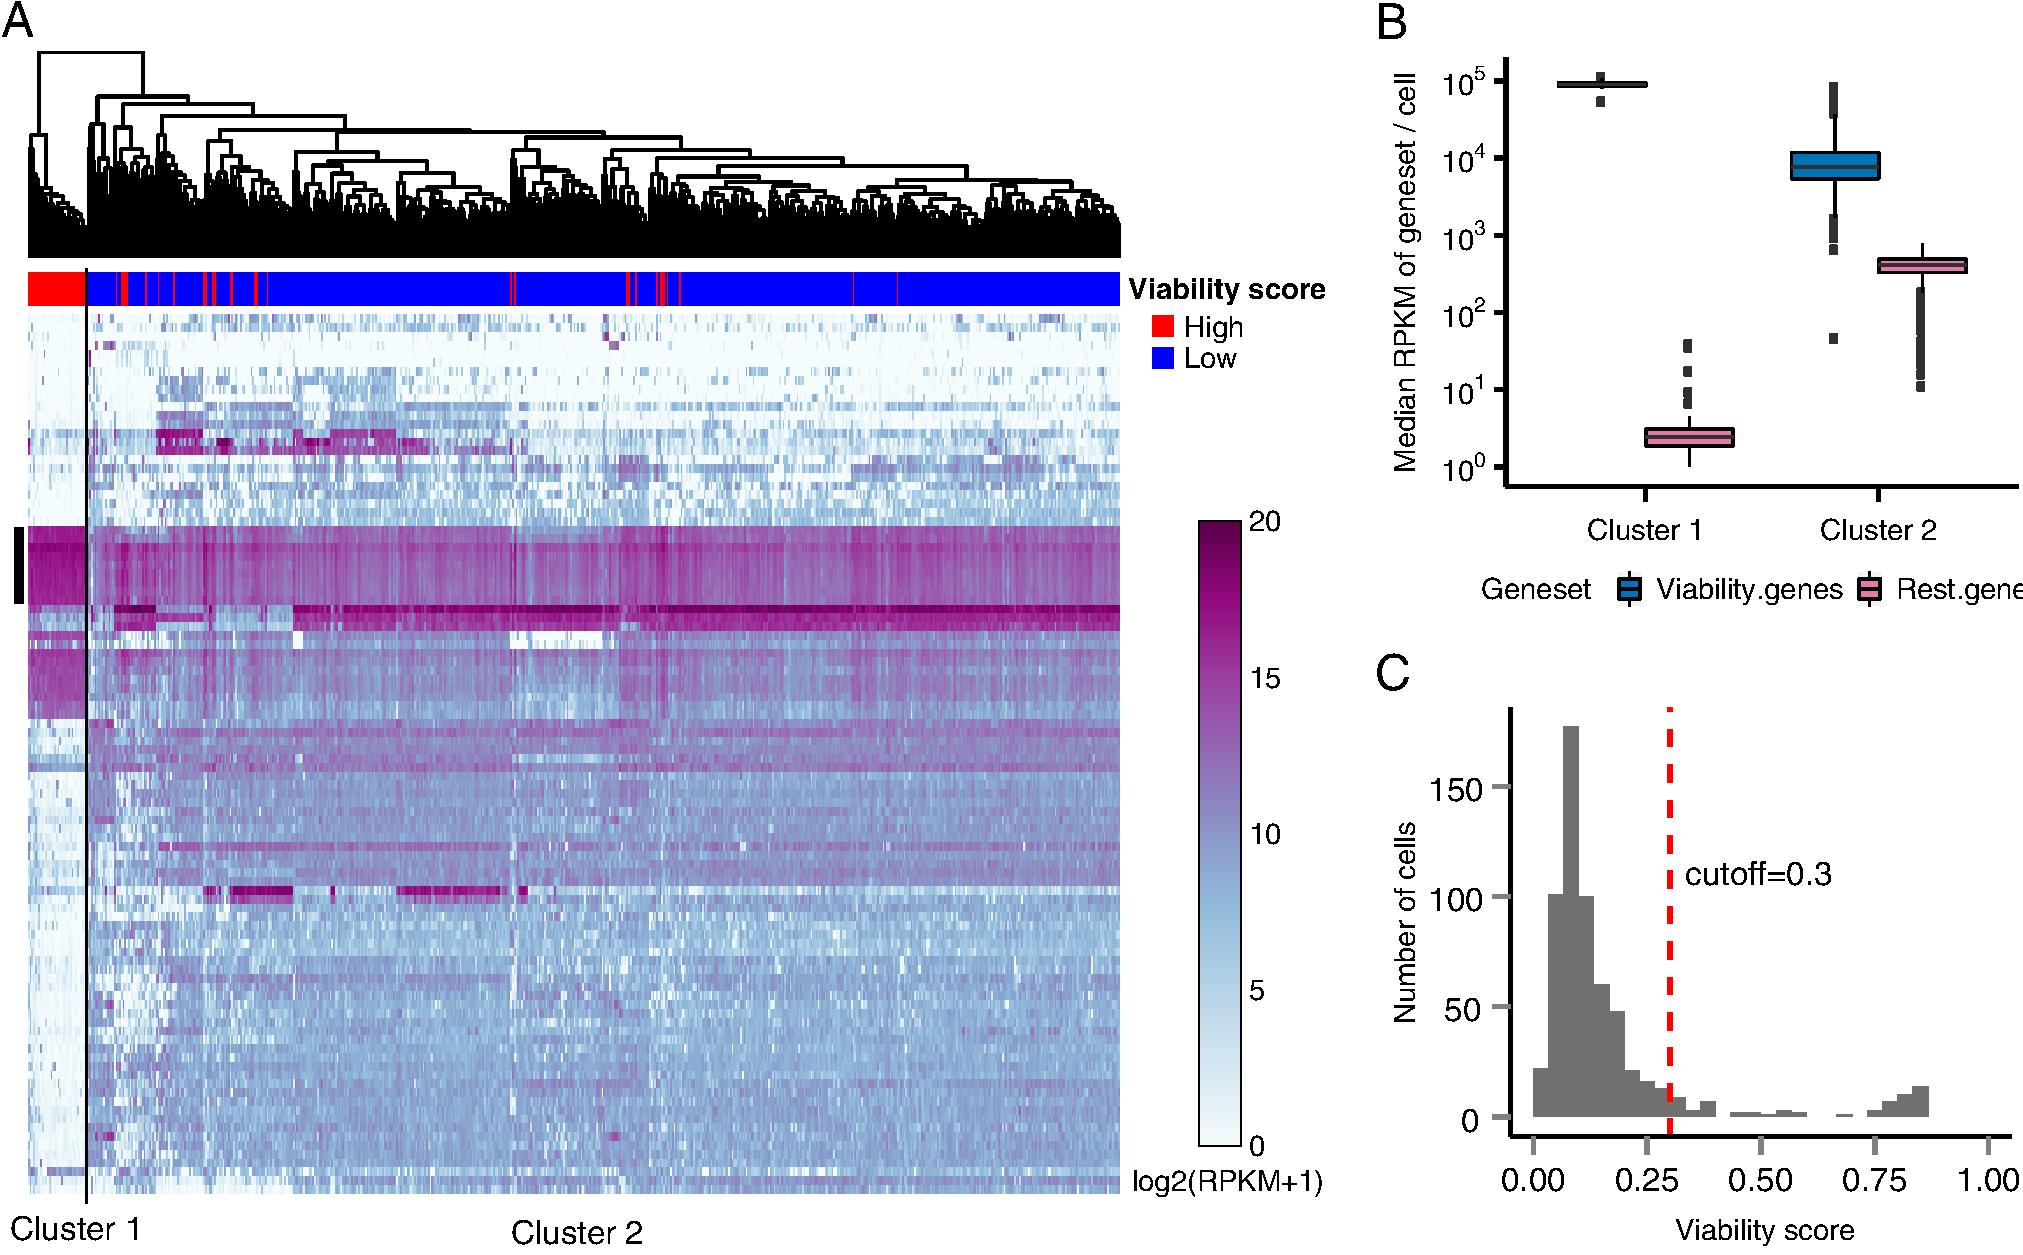 A
Viability score
High
Low
20
15
10
5
0
log2(RPKM+1)
Cluster 1
Cluster 2
B
Median RPKM of geneset / cell
10^5
10^4
10^3
10^2
10^1
10^0
Cluster 1
Cluster 2
Geneset Viability.genes Rest.gene
C
Number of cells
150
100
50
0
cutoff=0.3
0.00 0.25 0.50 0.75 1.00
Viability score